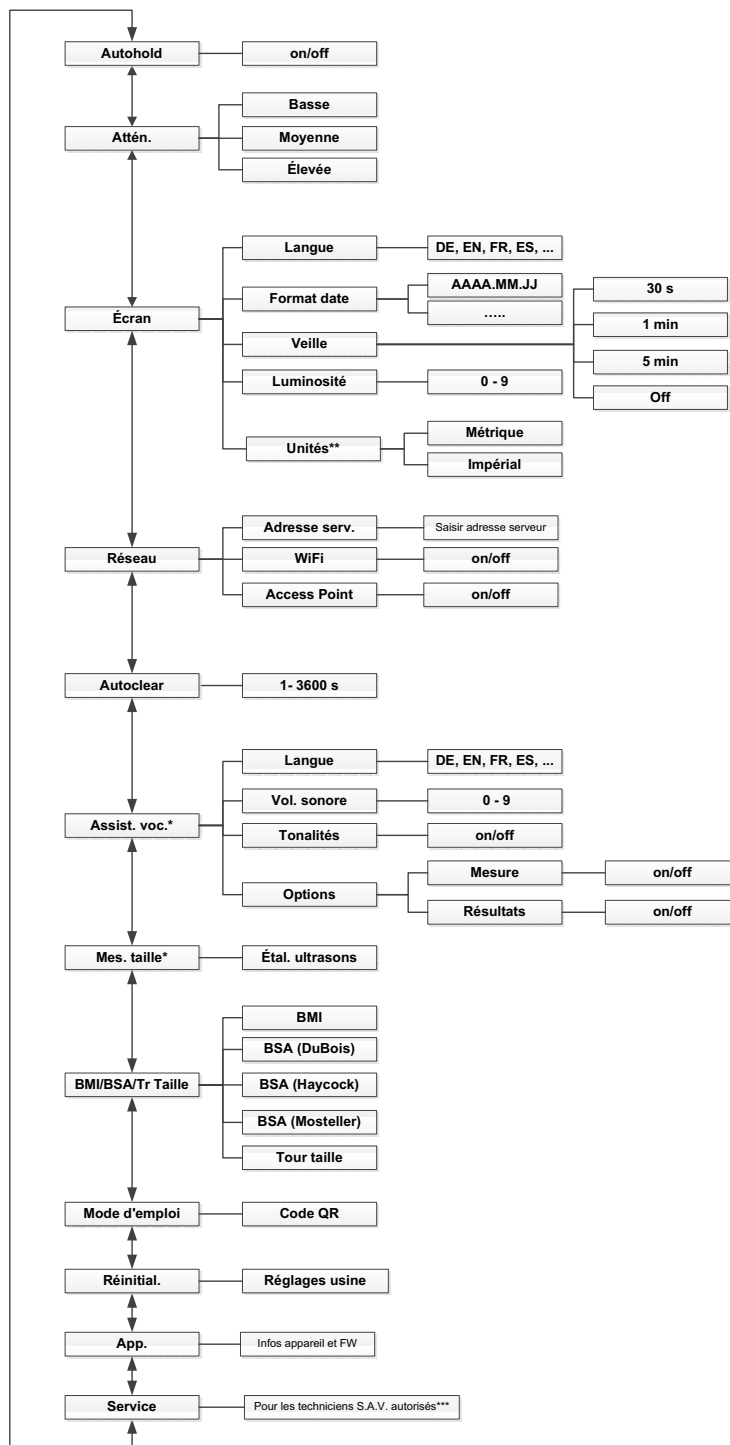 Autohold
on/off
Attén.
Basse
Moyenne
Élevée
Écran
Langue
DE, EN, FR, ES, ...
Format date
AAAA.MM.JJ
.....
Veille
30 s
1 min
5 min
Off
Luminosité
0 - 9
Unités**
Métrique
Impérial
Réseau
Adresse serv.
Saisir adresse serveur
WiFi
on/off
Access Point
on/off
Autoclear
1- 3600 s
Assist. voc.*
Langue
DE, EN, FR, ES, ...
Vol. sonore
0 - 9
Tonalités
on/off
Options
Mesure
on/off
Résultats
on/off
Mes. taille*
Étal. ultrasons
BMI/BSA/Tr Taille
BMI
BSA (DuBois)
BSA (Haycock)
BSA (Mosteller)
Tour taille
Mode d'emploi
Code QR
Réinitial.
Réglages usine
App.
Infos appareil et FW
Service
Pour les techniciens S.A.V. autorisés***